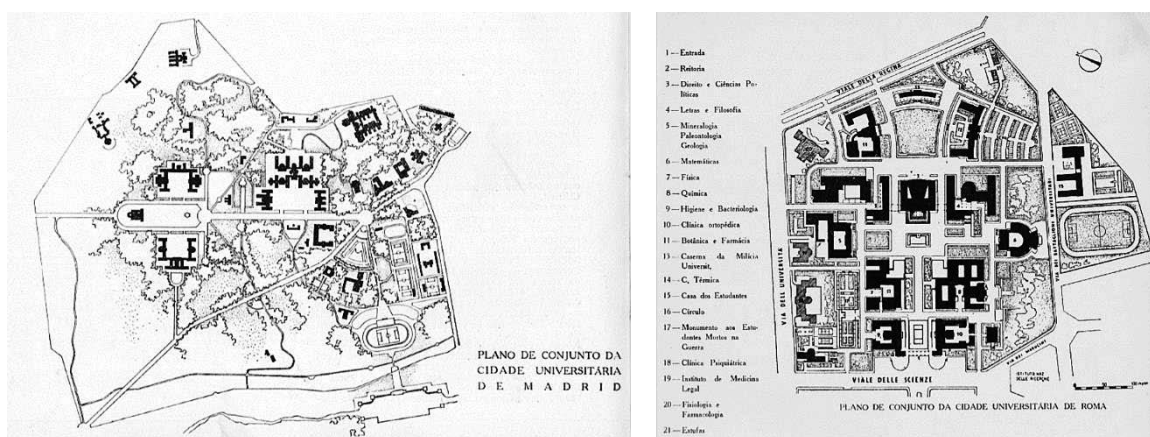 PLANO DE CONJUNTO DA
CIDADE UNIVERSITÁRIA
DE MADRID
R.S
1 — Entrada
2 — Reitoria
3 — Direito e Ciências Po-
líticas
4 — Letras e Filosofia
5 — Mineralogia
Paleontologia
Geologia
6 — Matemáticas
7 — Física
8 — Química
9 — Higiene e Bacteriologia
10 — Clínica ortopédica
11 — Botânica e Farmácia
13 — Caserna da Milícia
Universit,
14 — C, Térmica
15 — Casa dos Estudantes
16 — Círculo
17 — Monumento aos Estu-
dantes Mortos na
Guerra
18 — Clínica Psiquiátrica
19 — Instituto de Medicina
Legal
20 — Fisiologia e
Farmacologia
21 — Estufas
VIALE DELLA REGINA
VIA DELL UNIVERSITÀ
VIALE DELLE SCIENZE
PLANO DE CONJUNTO DA CIDADE UNIVERSITÁRIA DE ROMA